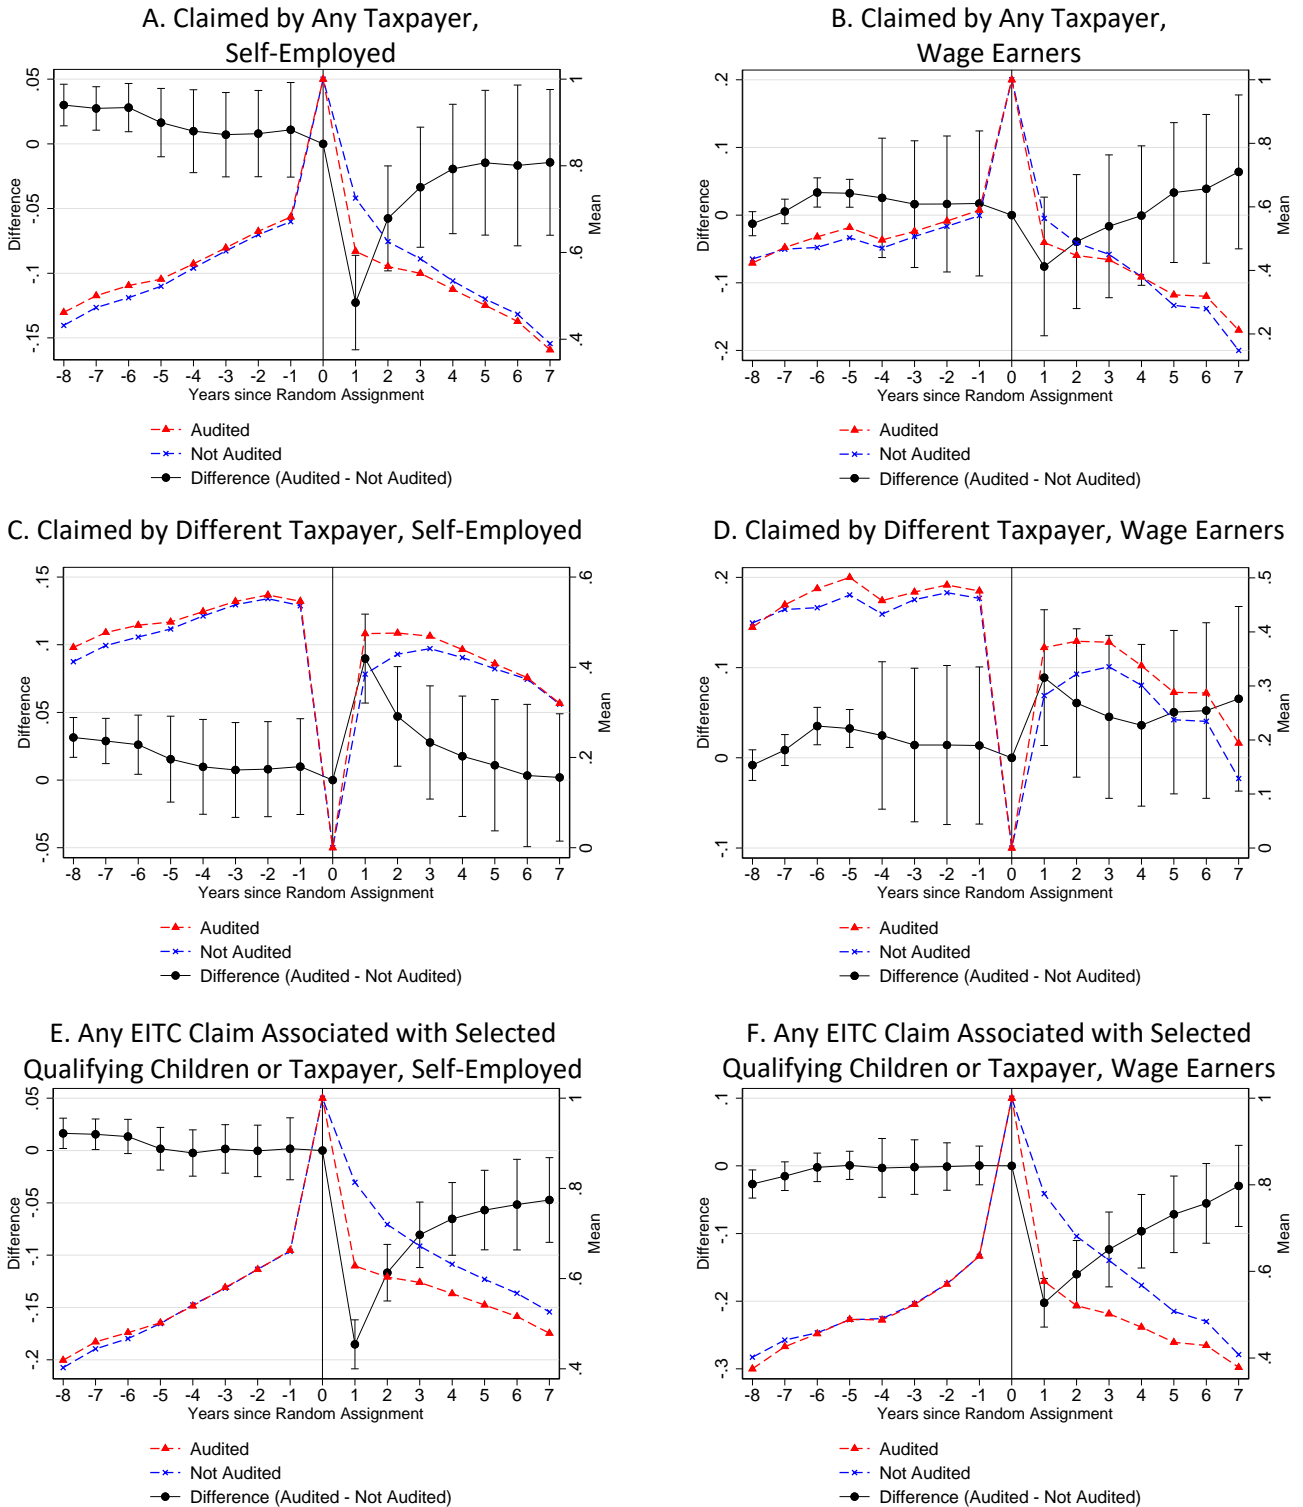 A. Claimed by Any Taxpayer,
Self-Employed
.05
0
-.05
-.1
-.15
Difference
1
.8
.6
.4
Mean
-8 -7 -6 -5 -4 -3 -2 -1 0 1 2 3 4 5 6 7
Years since Random Assignment
Audited
Not Audited
Difference (Audited - Not Audited)
B. Claimed by Any Taxpayer,
Wage Earners
.2
.1
0
-.1
-.2
Difference
1
.8
.6
.4
.2
Mean
-8 -7 -6 -5 -4 -3 -2 -1 0 1 2 3 4 5 6 7
Years since Random Assignment
Audited
Not Audited
Difference (Audited - Not Audited)
C. Claimed by Different Taxpayer, Self-Employed
.15
.1
.05
0
-.05
Difference
.6
.4
.2
0
Mean
-8 -7 -6 -5 -4 -3 -2 -1 0 1 2 3 4 5 6 7
Years since Random Assignment
Audited
Not Audited
Difference (Audited - Not Audited)
D. Claimed by Different Taxpayer, Wage Earners
.2
.1
0
-.1
Difference
.5
.4
.3
.2
.1
0
Mean
-8 -7 -6 -5 -4 -3 -2 -1 0 1 2 3 4 5 6 7
Years since Random Assignment
Audited
Not Audited
Difference (Audited - Not Audited)
E. Any EITC Claim Associated with Selected
Qualifying Children or Taxpayer, Self-Employed
.05
0
-.05
-.1
-.15
-.2
Difference
1
.8
.6
.4
Mean
-8 -7 -6 -5 -4 -3 -2 -1 0 1 2 3 4 5 6 7
Years since Random Assignment
Audited
Not Audited
Difference (Audited - Not Audited)
F. Any EITC Claim Associated with Selected
Qualifying Children or Taxpayer, Wage Earners
.1
0
-.1
-.2
-.3
Difference
1
.8
.6
.4
Mean
-8 -7 -6 -5 -4 -3 -2 -1 0 1 2 3 4 5 6 7
Years since Random Assignment
Audited
Not Audited
Difference (Audited - Not Audited)